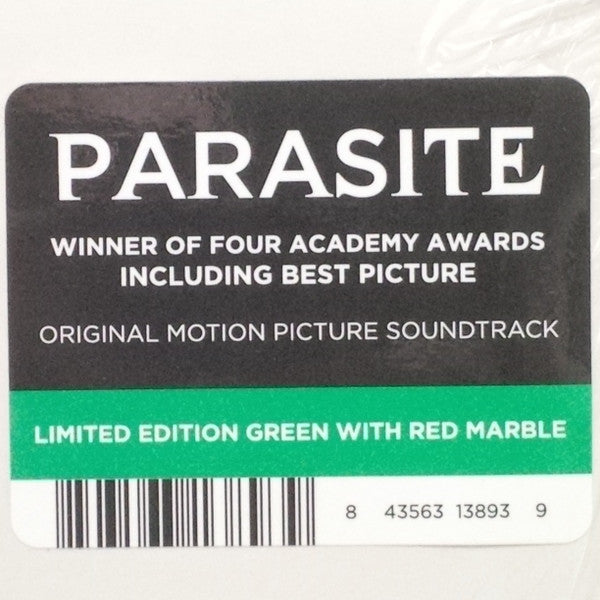 PARASITE
WINNER OF FOUR ACADEMY AWARDS
INCLUDING BEST PICTURE
ORIGINAL MOTION PICTURE SOUNDTRACK
LIMITED EDITION GREEN WITH RED MARBLE
8 43563 13893 9